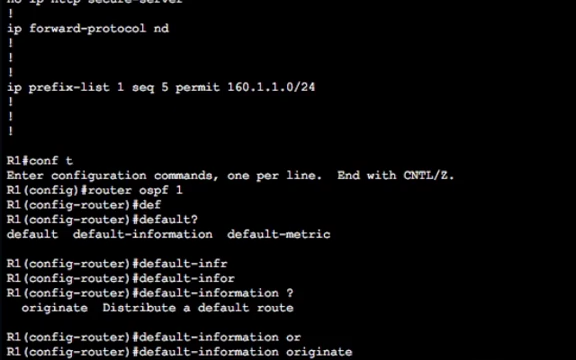 no ip http secure-server
!
ip forward-protocol nd
!
!
!
!
ip prefix-list 1 seq 5 permit 160.1.1.0/24
!
!
!
R1#conf t
Enter configuration commands, one per line.  End with CNTL/Z.
R1(config)#router ospf 1
R1(config-router)#def
R1(config-router)#default?
default  default-information  default-metric
R1(config-router)#default-infr
R1(config-router)#default-infor
R1(config-router)#default-information ?
  originate  Distribute a default route
R1(config-router)#default-information or
R1(config-router)#default-information originate